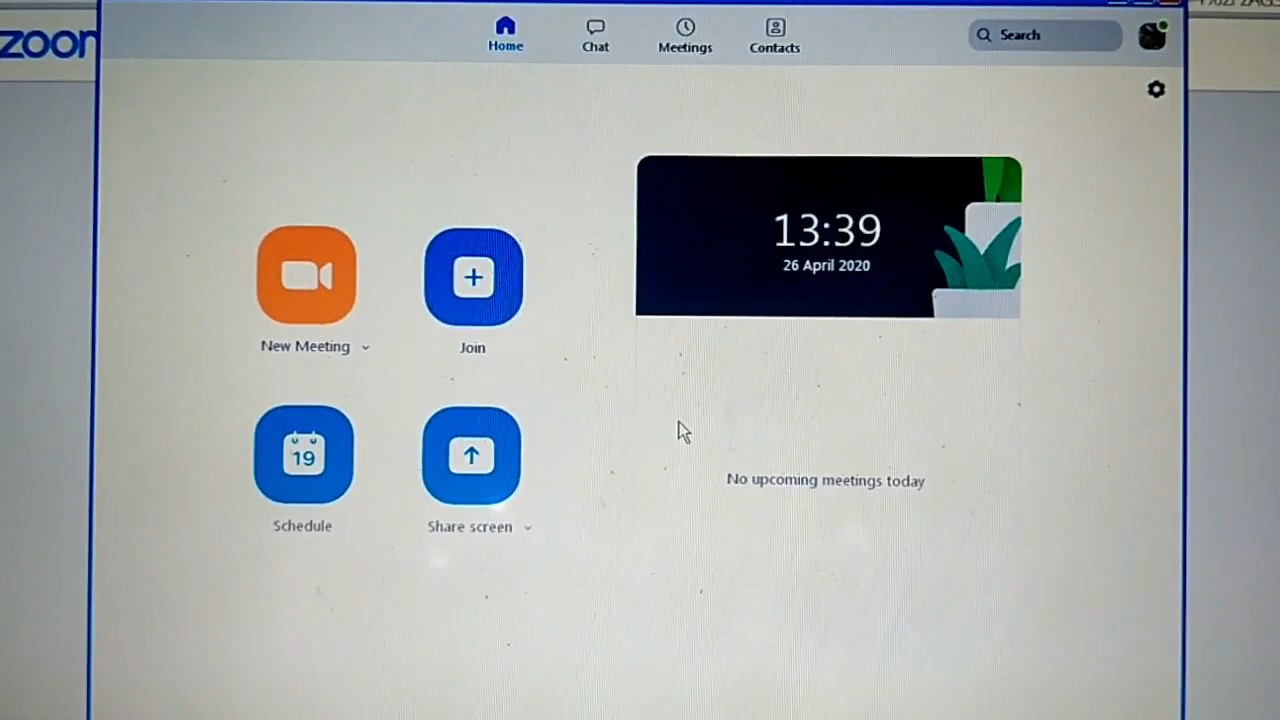 zoom
Home
Chat
Meetings
Contacts
Search
13:39
26 April 2020
New Meeting
Join
19
Schedule
Share screen
No upcoming meetings today